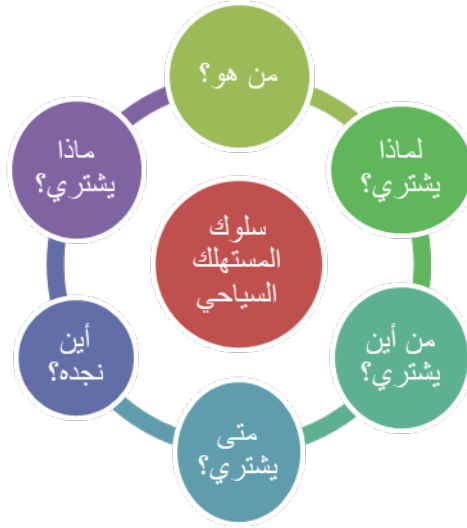 من هو؟
لماذا
يشتري؟
من أين
يشتري؟
متى
يشتري؟
أين
نجده؟
ماذا
يشتري؟
سلوك
المستهلك
السياحي